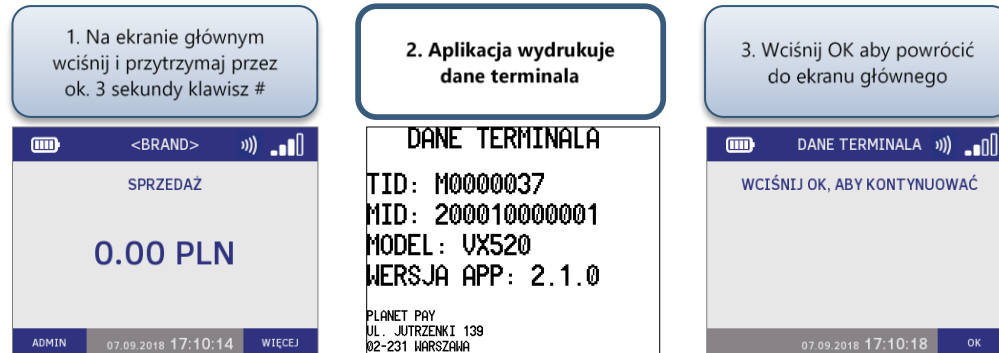 1. Na ekranie głównym
wciśnij i przytrzymaj przez
ok. 3 sekundy klawisz #
2. Aplikacja wydrukuje
dane terminala
3. Wciśnij OK aby powrócić
do ekranu głównego
<BRAND>
SPRZEDAŻ
0.00 PLN
ADMIN 07.09.2018 17:10:14 WIĘCEJ
DANE TERMINALA
TID: M0000037
MID: 200010000001
MODEL: VX520
WERSJA APP: 2.1.0
PLANET PAY
UL. JUTRZENKI 139
02-231 WARSZAWA
DANE TERMINALA
WCIŚNIJ OK, ABY KONTYNUOWAĆ
07.09.2018 17:10:18 OK